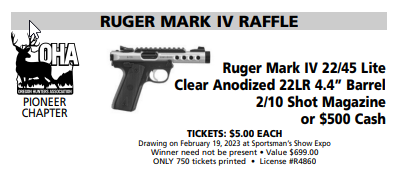 RUGER MARK IV RAFFLE
OHA
OREGON HUNTERS ASSOCIATION
PIONEER
CHAPTER
Ruger Mark IV 22/45 Lite
Clear Anodized 22LR 4.4” Barrel
2/10 Shot Magazine
or $500 Cash
TICKETS: $5.00 EACH
Drawing on February 19, 2023 at Sportsman's Show Expo
Winner need not be present • Value $699.00
ONLY 750 tickets printed • License #R4860